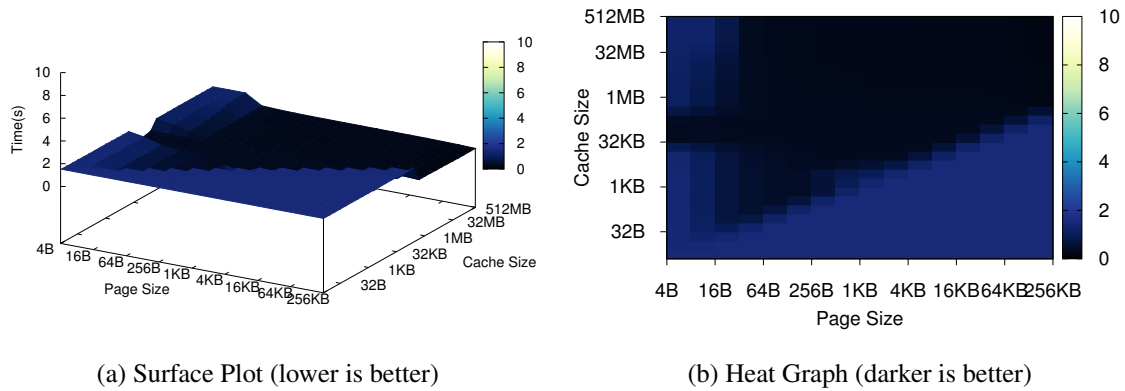 Time(s)
10
8
6
4
2
0
10
8
6
4
2
0
4B
16B
64B
256B
1KB
4KB
16KB
64KB
256KB
Page Size
32B
1KB
32KB
1MB
32MB
512MB
Cache Size
(a) Surface Plot (lower is better)
512MB
32MB
1MB
32KB
1KB
32B
Cache Size
4B 16B 64B 256B 1KB 4KB 16KB 64KB 256KB
Page Size
10
8
6
4
2
0
(b) Heat Graph (darker is better)